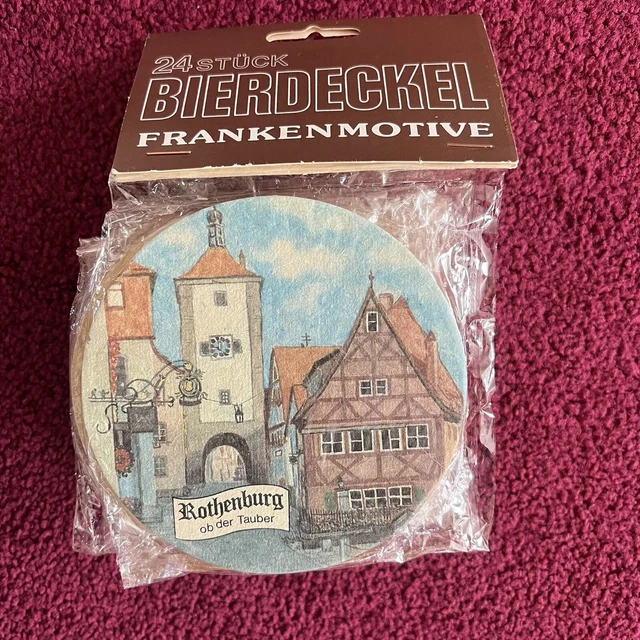 24 STÜCK
BIERDECKEL
FRANKENMOTIVE
Rothenburg
ob der Tauber